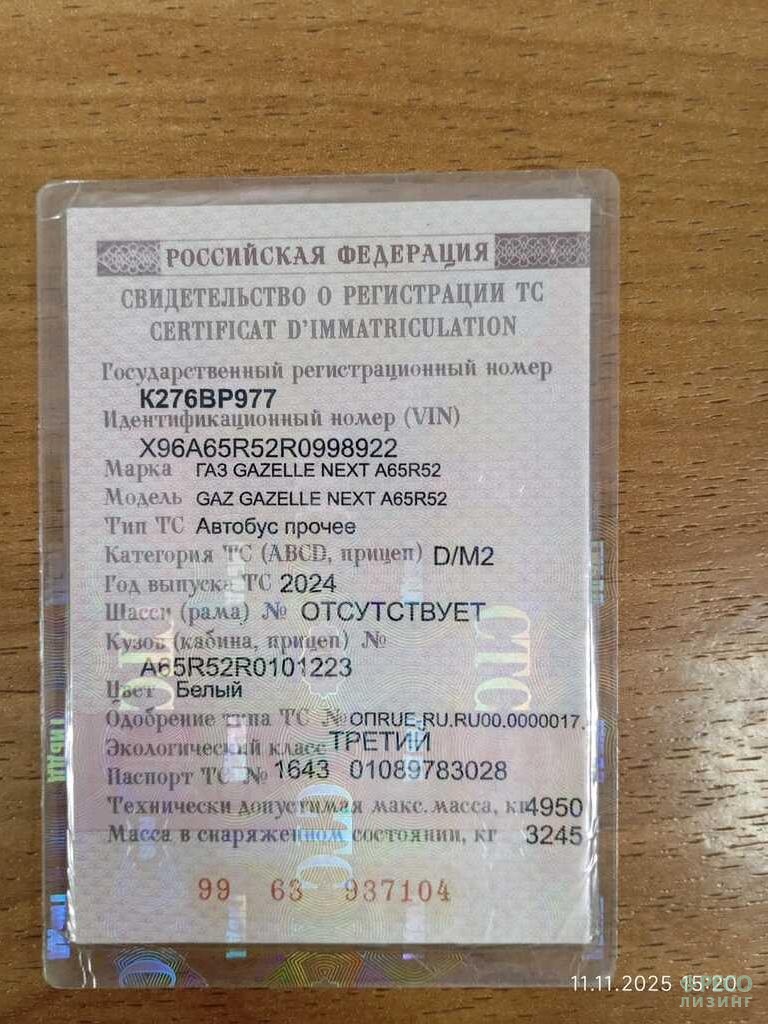 РОССИЙСКАЯ ФЕДЕРАЦИЯ
СВИДЕТЕЛЬСТВО О РЕГИСТРАЦИИ ТС
CERTIFICAT D'IMMATRICULATION
Государственный регистрационный номер
К276ВР977
Идентификационный номер (VIN)
X96A65R52R0998922
Марка ГАЗ GAZELLE NEXT A65R52
Модель GAZ GAZELLE NEXT A65R52
Тип ТС Автобус прочее
Категория ТС (ABCD, прицеп) D/M2
Год выпуска ТС 2024
Шасси (рама) № ОТСУТСТВУЕТ
Кузов (кабина, прицеп) №
A65R52R0101223
Цвет Белый
Одобрение типа ТС № ОПRUE-RU.RU00.0000017.
Экологический класс ТРЕТИЙ
Паспорт ТС № 1643 01089783028
Технически допустимая макс. масса, кг 4950
Масса в снаряженном состоянии, кг 3245
99 63 937104
11.11.2025 15:20
ЛИЗИНГ